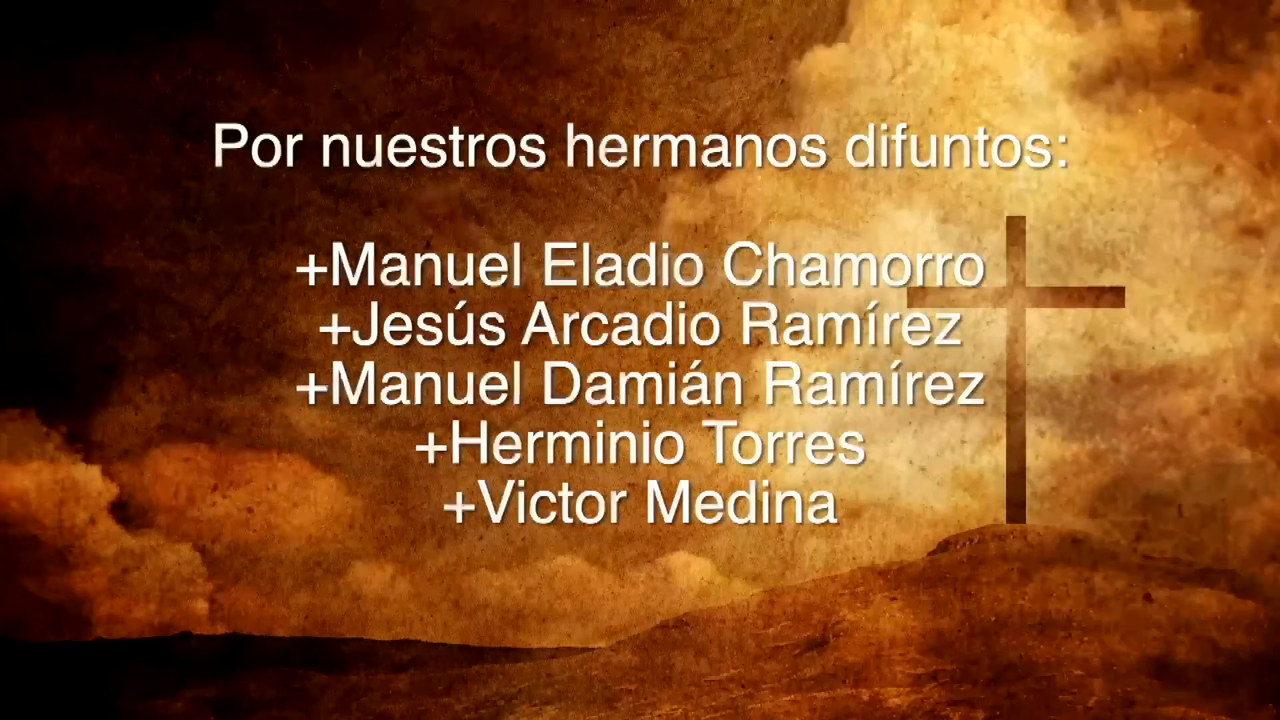 Por nuestros hermanos difuntos:
+Manuel Eladio Chamorro
+Jesús Arcadio Ramírez
+Manuel Damián Ramírez
+Herminio Torres
+Victor Medina